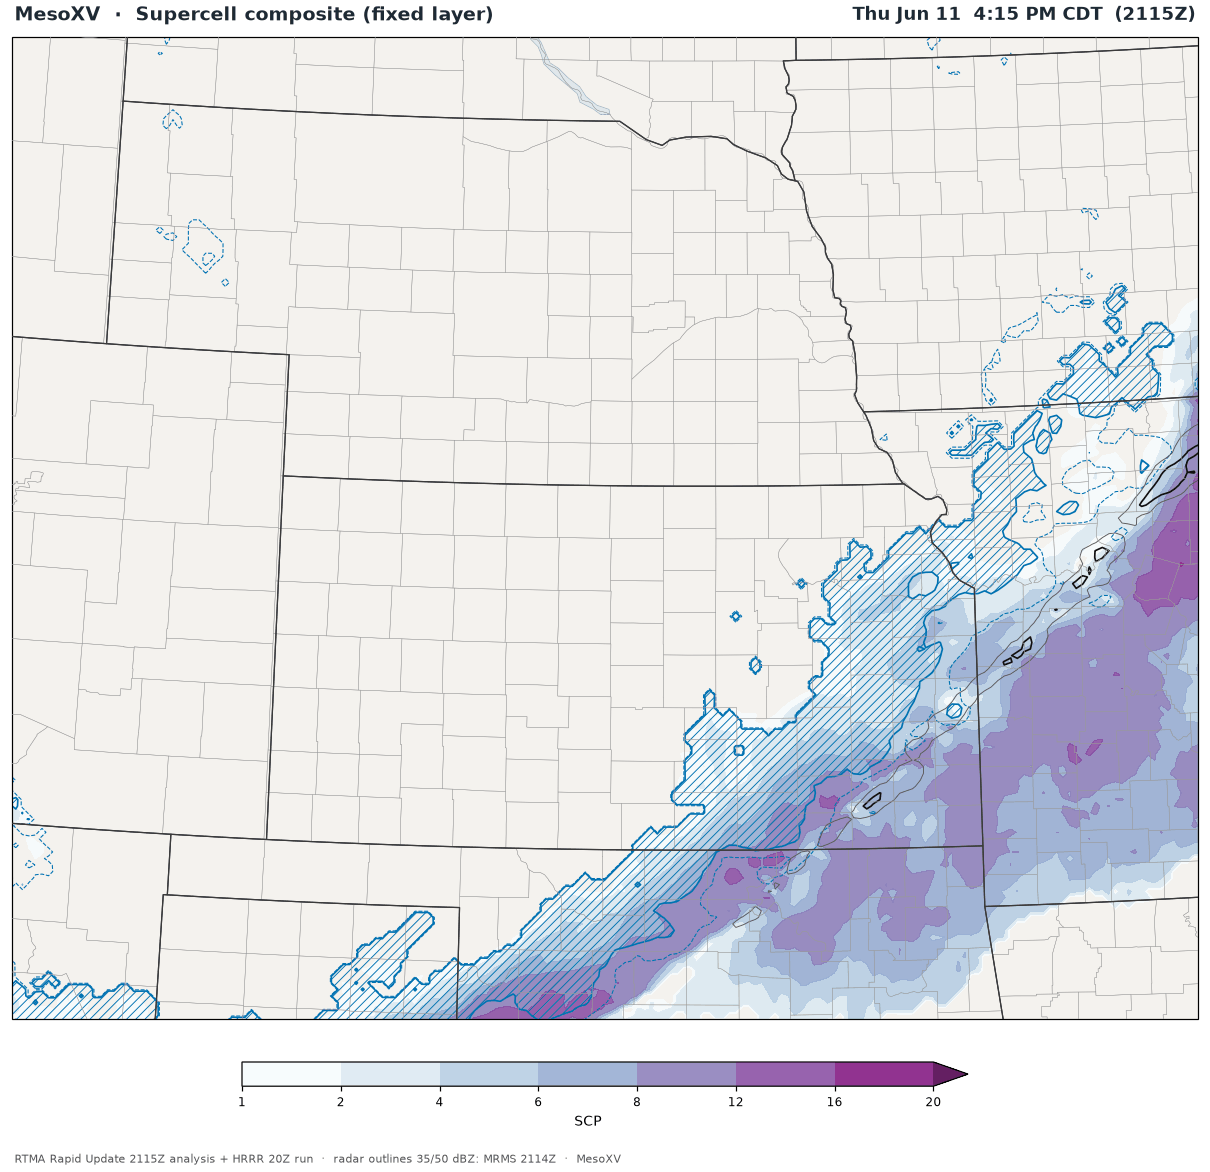 MesoXV · Supercell composite (fixed layer)
Thu Jun 11 4:15 PM CDT (2115Z)
1 2 4 6 8 12 16 20
SCP
RTMA Rapid Update 2115Z analysis + HRRR 20Z run · radar outlines 35/50 dBZ: MRMS 2114Z · MesoXV